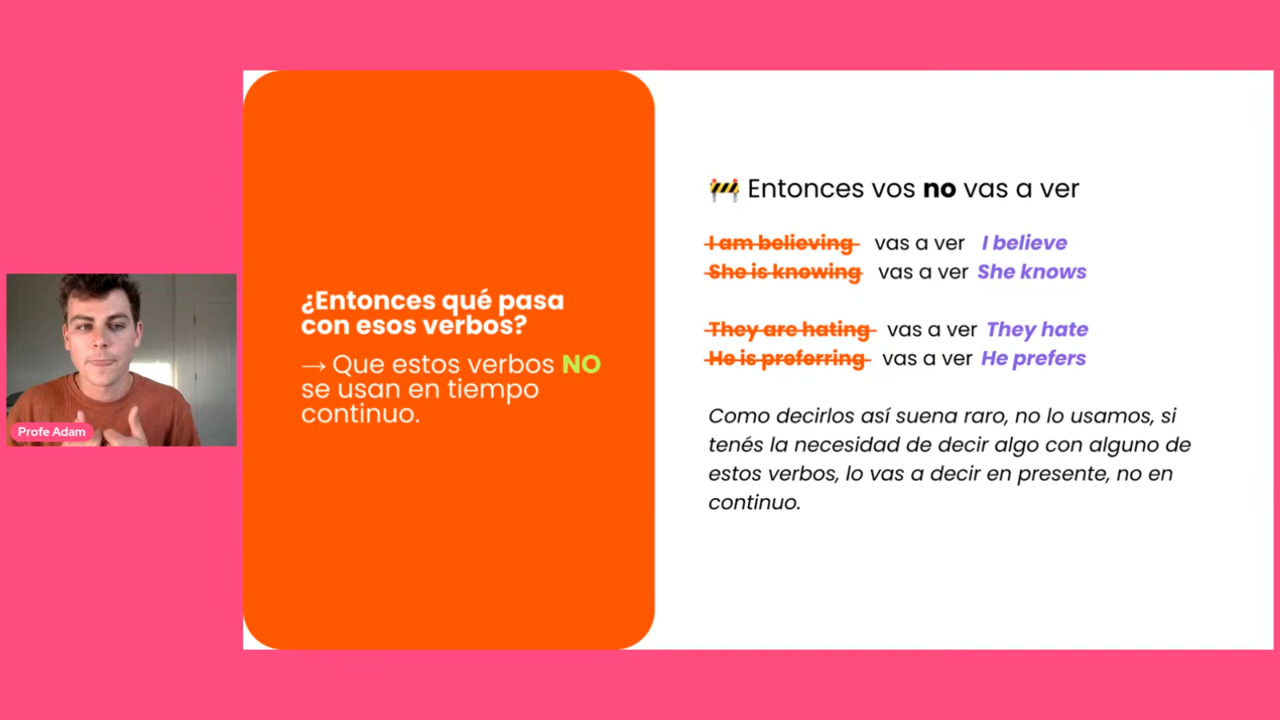 Profe Adam
¿Entonces qué pasa
con esos verbos?
→ Que estos verbos NO
se usan en tiempo
continuo.
🚧 Entonces vos no vas a ver
I am believing vas a ver I believe
She is knowing vas a ver She knows
They are hating vas a ver They hate
He is preferring vas a ver He prefers
Como decirlos así suena raro, no lo usamos, si
tenés la necesidad de decir algo con alguno de
estos verbos, lo vas a decir en presente, no en
continuo.